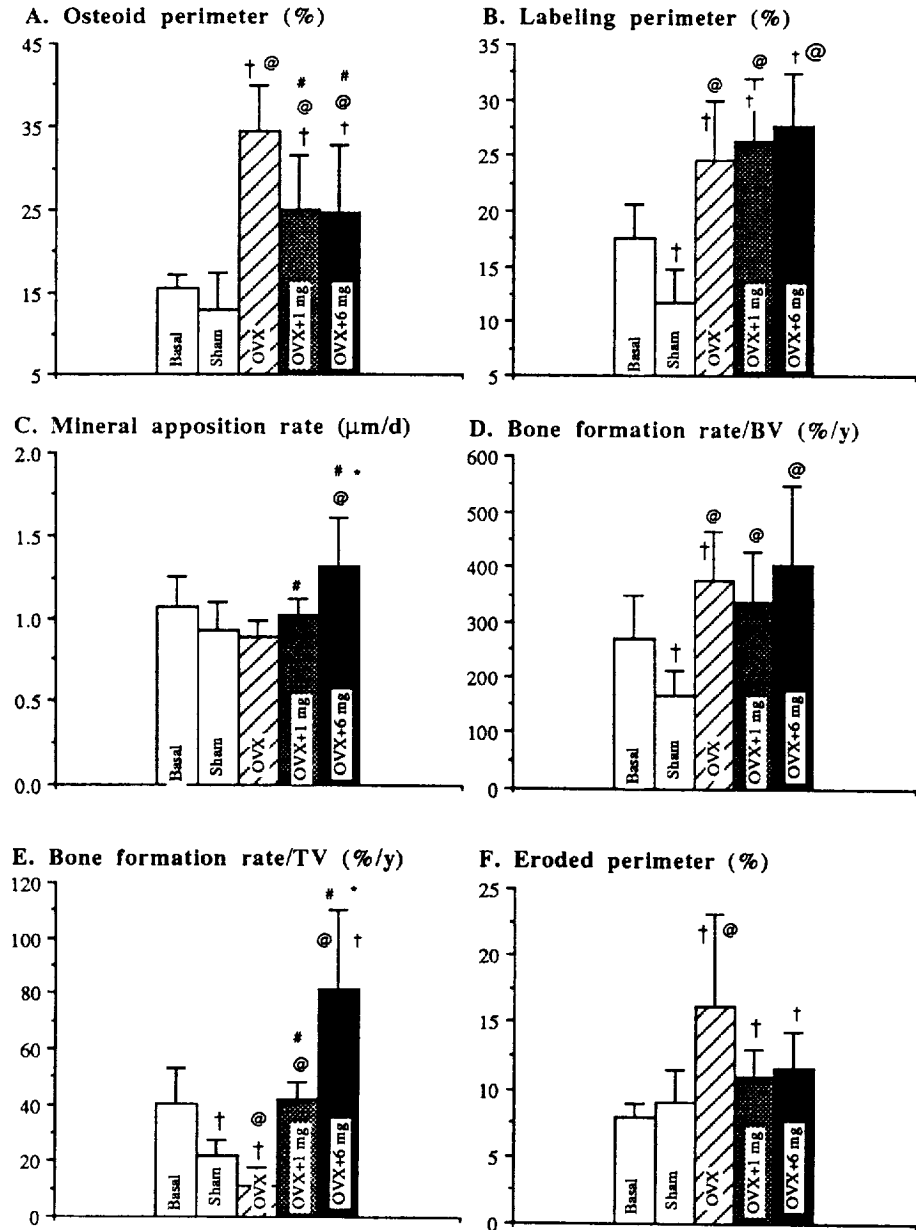 A. Osteoid perimeter (%)
45
35
25
15
5
† @
#
@
†
#
@
†
Basal
Sham
OVX
OVX+1 mg
OVX+6 mg
B. Labeling perimeter (%)
35
30
25
20
15
10
5
†
@
†
@
†
† @
Basal
Sham
OVX
OVX+1 mg
OVX+6 mg
C. Mineral apposition rate (μm/d)
2.0
1.5
1.0
0.5
0.0
#
# *
@
Basal
Sham
OVX
OVX+1 mg
OVX+6 mg
D. Bone formation rate/BV (%/y)
600
500
400
300
200
100
0
†
@
†
@
@
Basal
Sham
OVX
OVX+1 mg
OVX+6 mg
E. Bone formation rate/TV (%/y)
120
100
80
60
40
20
0
†
@
†
#
@
# *
@ †
Basal
Sham
OVX
OVX+1 mg
OVX+6 mg
F. Eroded perimeter (%)
25
20
15
10
5
0
† @
†
†
Basal
Sham
OVX
OVX+1 mg
OVX+6 mg